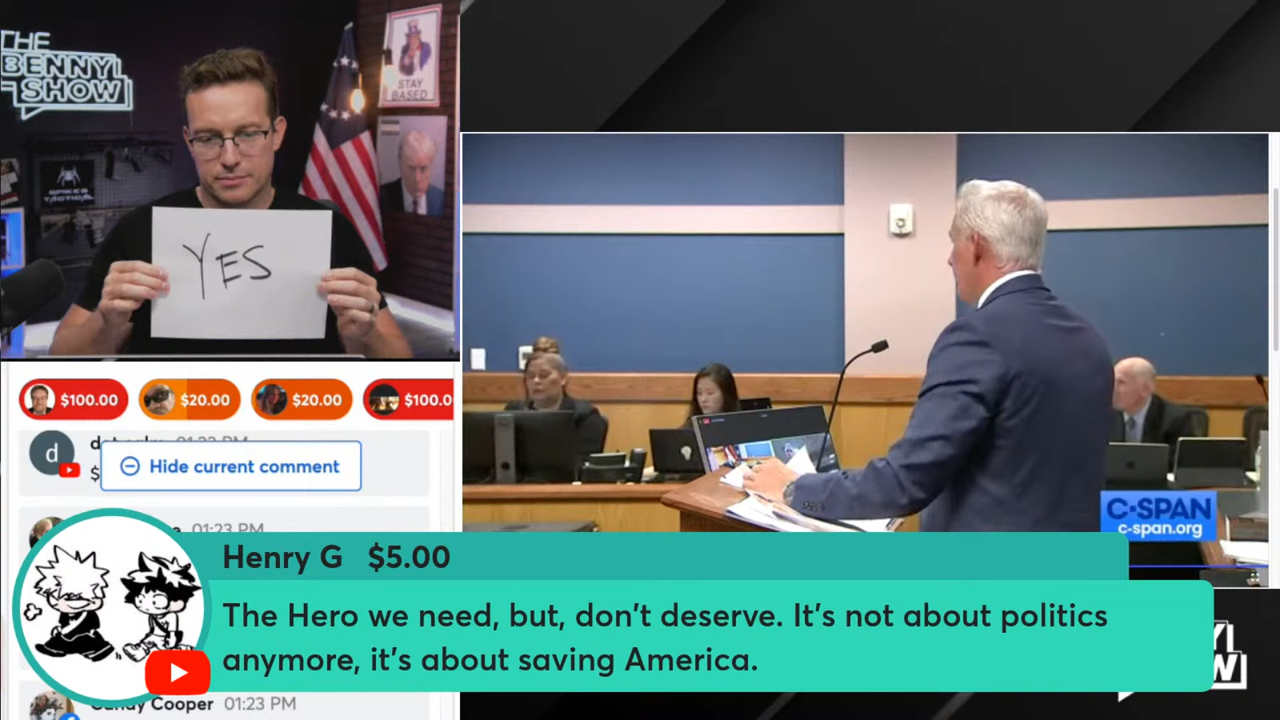 THE
BENNY
SHOW
STAY
BASED
SPIKE'S
TACTICAL
YES
$100.00
$20.00
$20.00
$100.0
d
01:23 PM
Hide current comment
$
e 01:23 PM
C-SPAN
c-span.org
Henry G $5.00
The Hero we need, but, don't deserve. It's not about politics
anymore, it's about saving America.
Cooper 01:23 PM